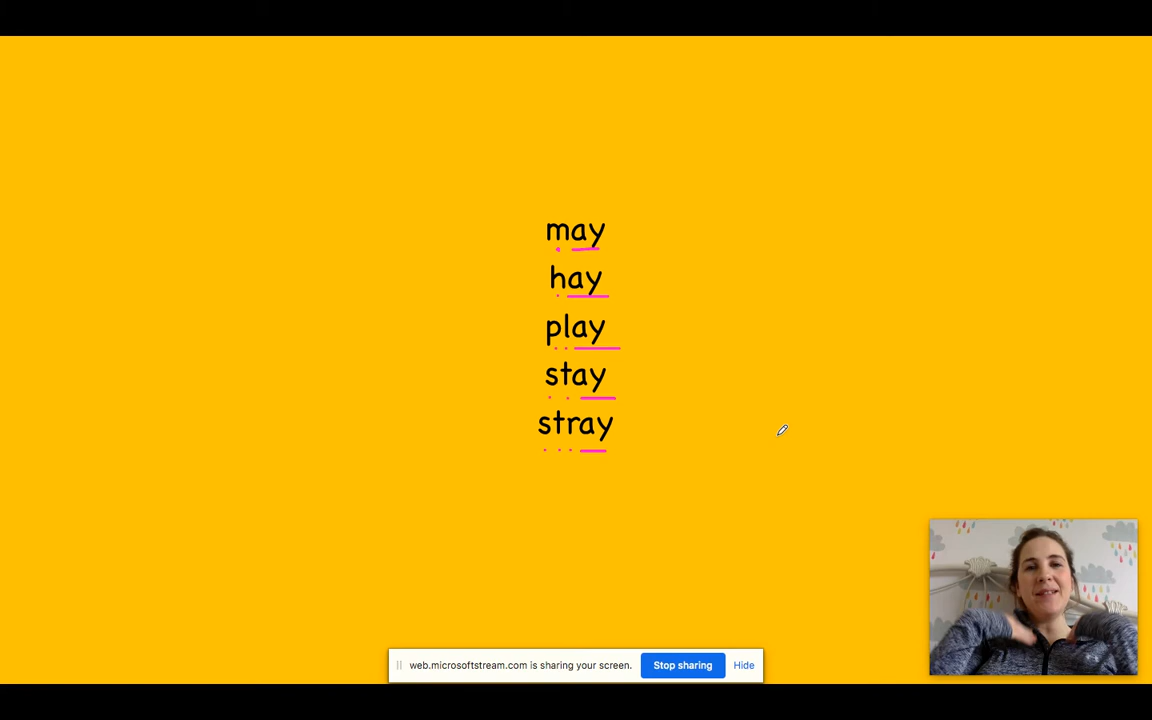 may
hay
play
stay
stray
web.microsoftstream.com is sharing your screen. Stop sharing Hide